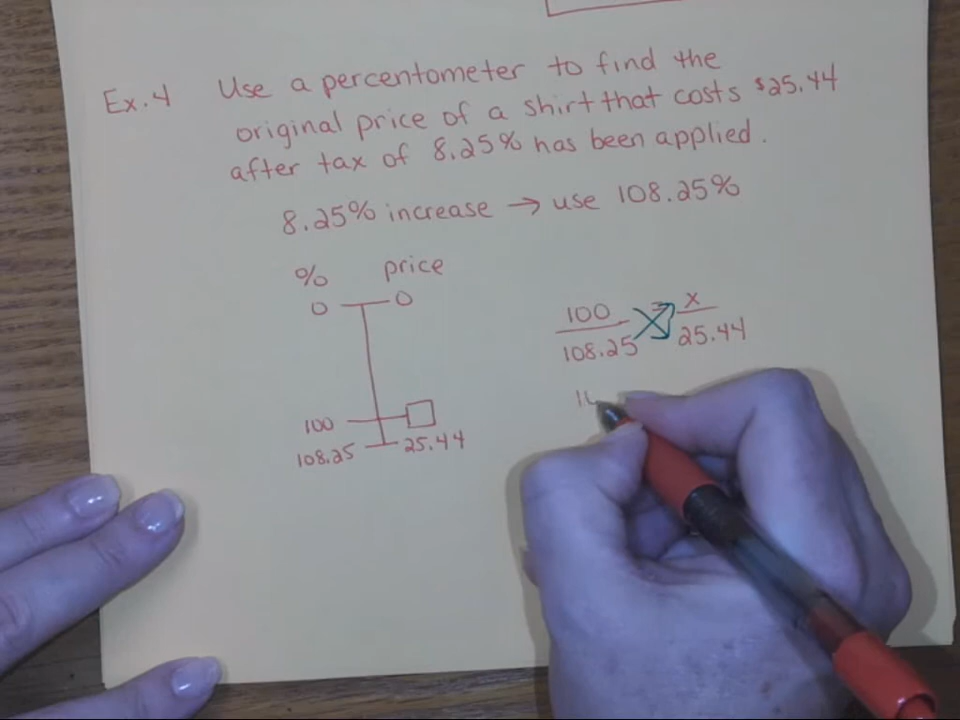 Ex.4 Use a percentometer to find the
original price of a shirt that costs $25.44
after tax of 8.25% has been applied.
8.25% increase → use 108.25%
% price
0 0
100
108.25 25.44
100 = x
108.25 25.44